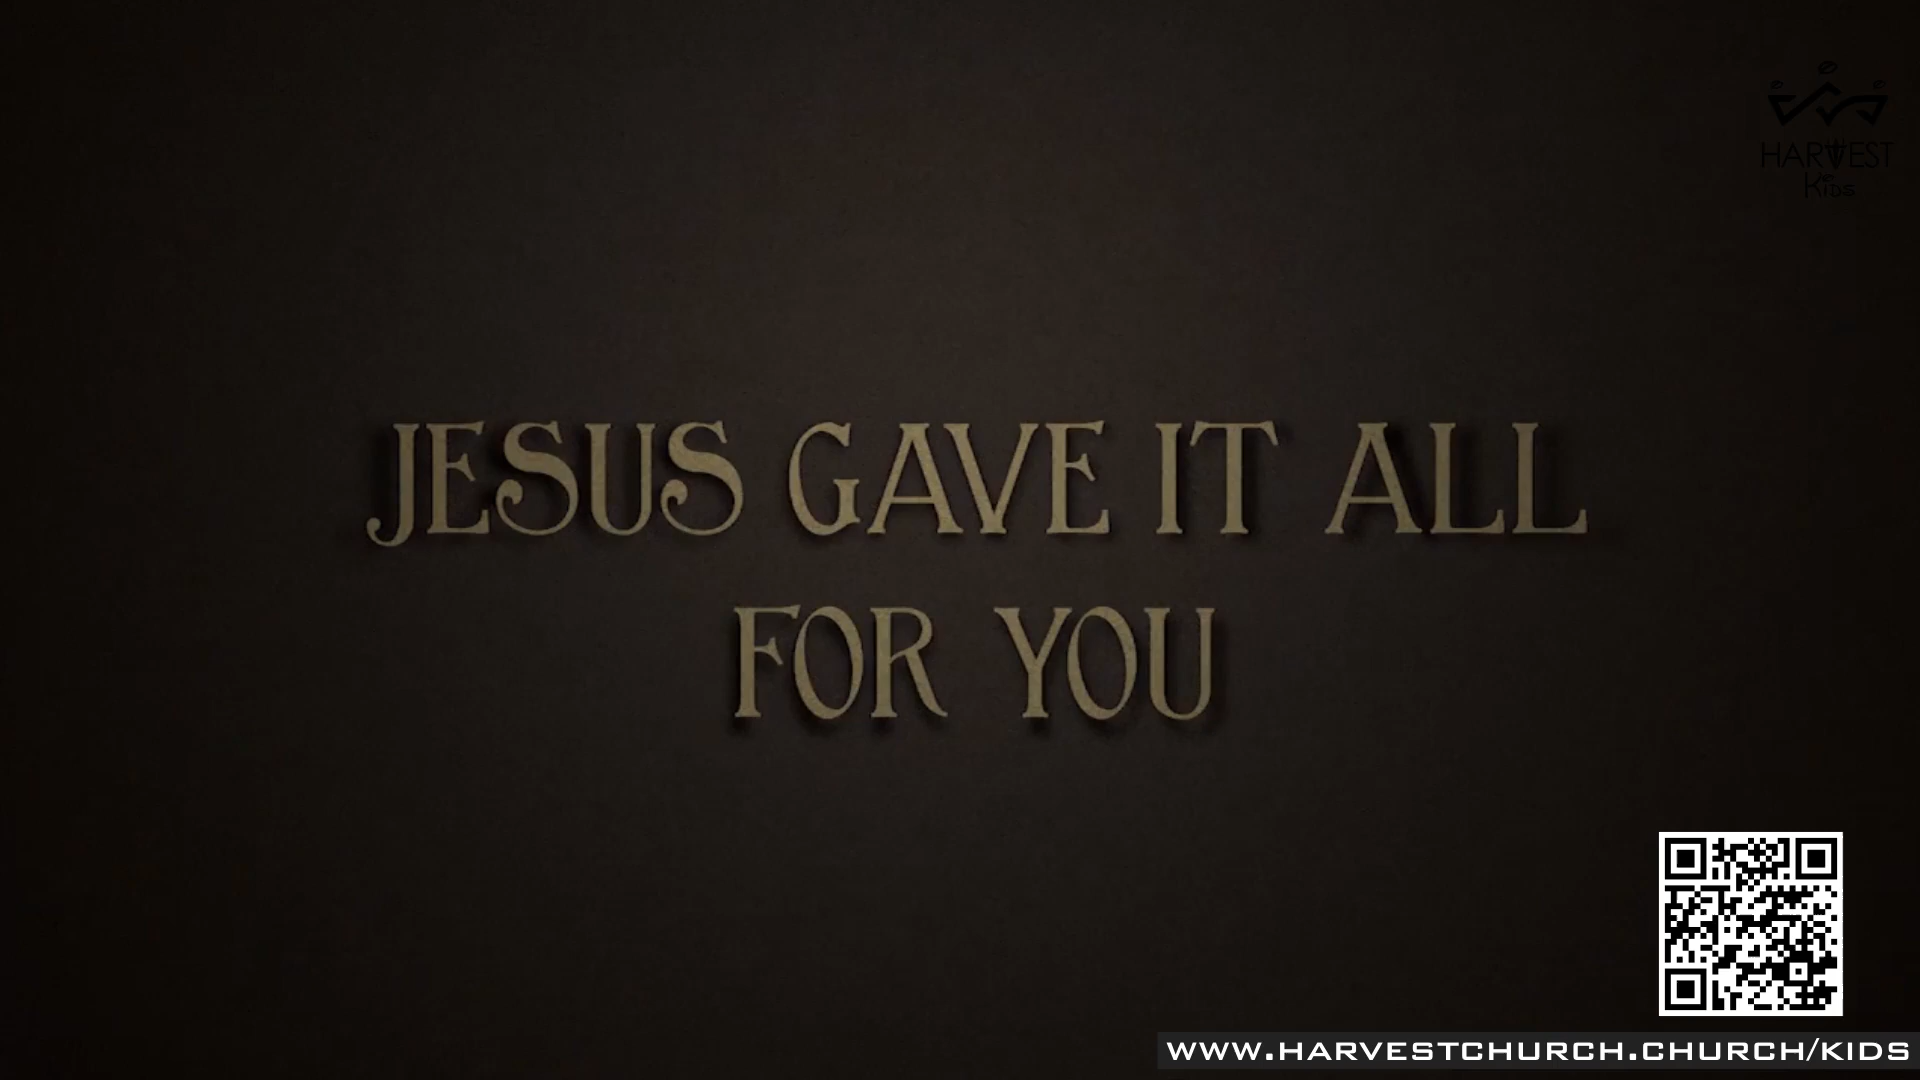 HARVEST
Kids
JESUS GAVE IT ALL
FOR YOU
WWW.HARVESTCHURCH.CHURCH/KIDS